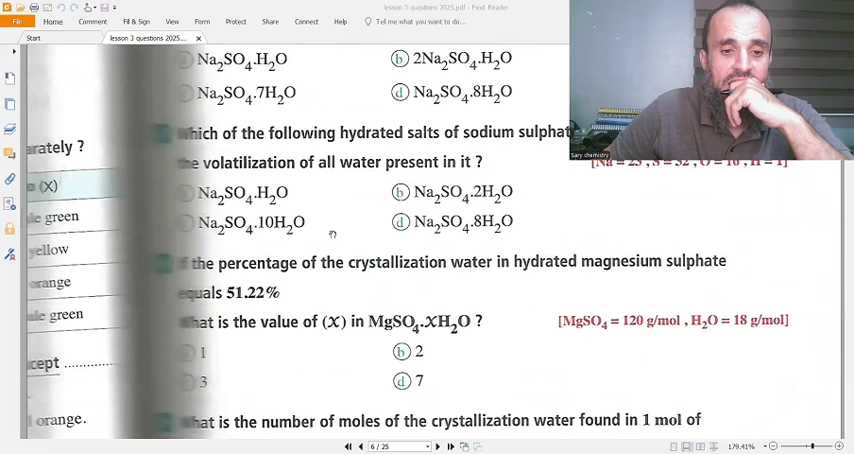 lesson 3 questions 2025.pdf - Foxit Reader
File Home Comment Fill & Sign View Form Protect Share Connect Help Tell me what you want to do...
Start lesson 3 questions 2025....
Na₂SO₄.H₂O ⓑ 2Na₂SO₄.H₂O
Na₂SO₄.7H₂O ⓓ Na₂SO₄.8H₂O
Which of the following hydrated salts of sodium sulphat
the volatilization of all water present in it ?
[Na = 23, S = 32, O = 16, H = 1]
Na₂SO₄.H₂O ⓑ Na₂SO₄.2H₂O
Na₂SO₄.10H₂O ⓓ Na₂SO₄.8H₂O
If the percentage of the crystallization water in hydrated magnesium sulphate
equals 51.22%
What is the value of (X) in MgSO₄.XH₂O ? [MgSO₄ = 120 g/mol , H₂O = 18 g/mol]
1 ⓑ 2
3 ⓓ 7
What is the number of moles of the crystallization water found in 1 mol of
arately ?
(X)
le green
yellow
orange
le green
cept ............
orange.
Sary chemistry
6 / 25
179.41%